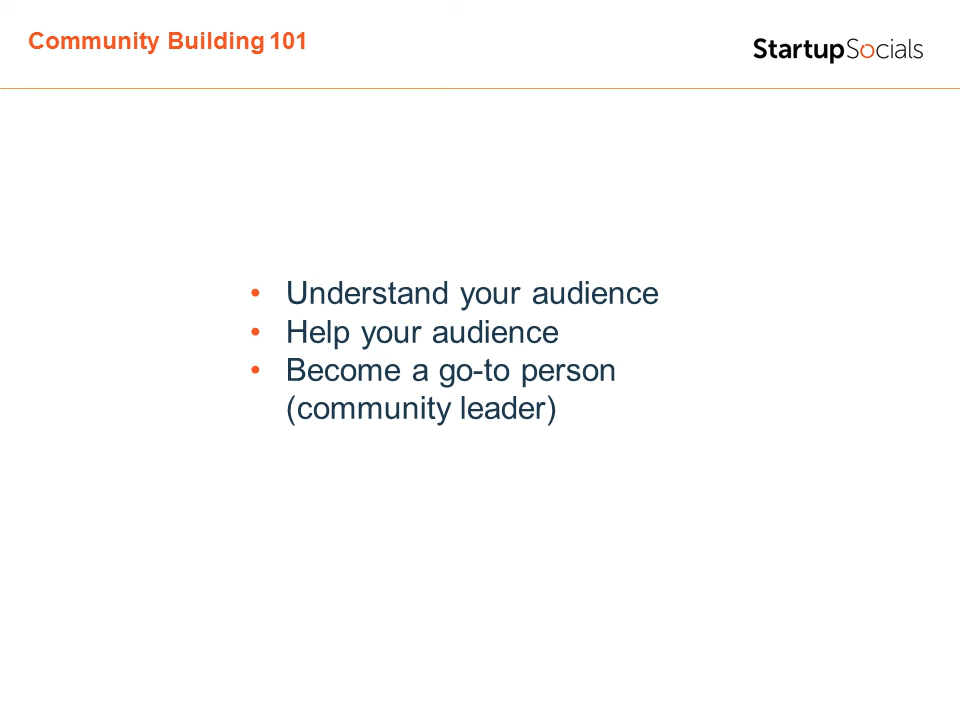 Community Building 101
StartupSocials
• Understand your audience
• Help your audience
• Become a go-to person
(community leader)